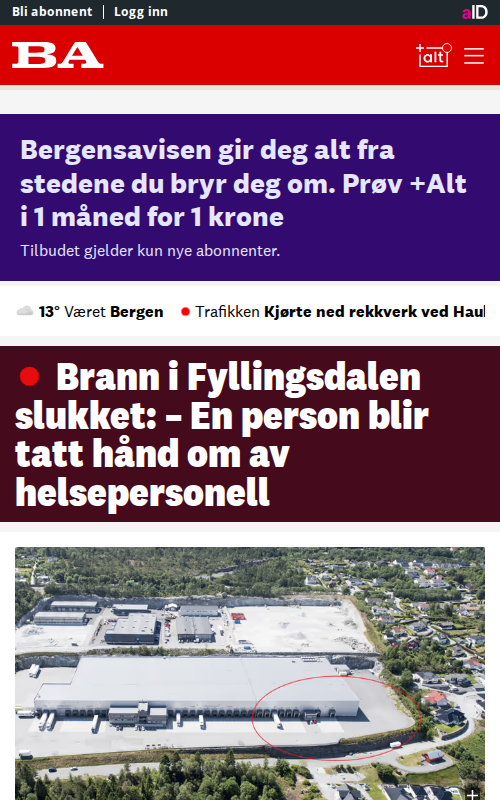 Bli abonnent | Logg inn
aID
BA
+alt
Bergensavisen gir deg alt fra
stedene du bryr deg om. Prøv +Alt
i 1 måned for 1 krone
Tilbudet gjelder kun nye abonnenter.
13° Været Bergen
Trafikken Kjørte ned rekkverk ved Haul
Brann i Fyllingsdalen
slukket: – En person blir
tatt hånd om av
helsepersonell